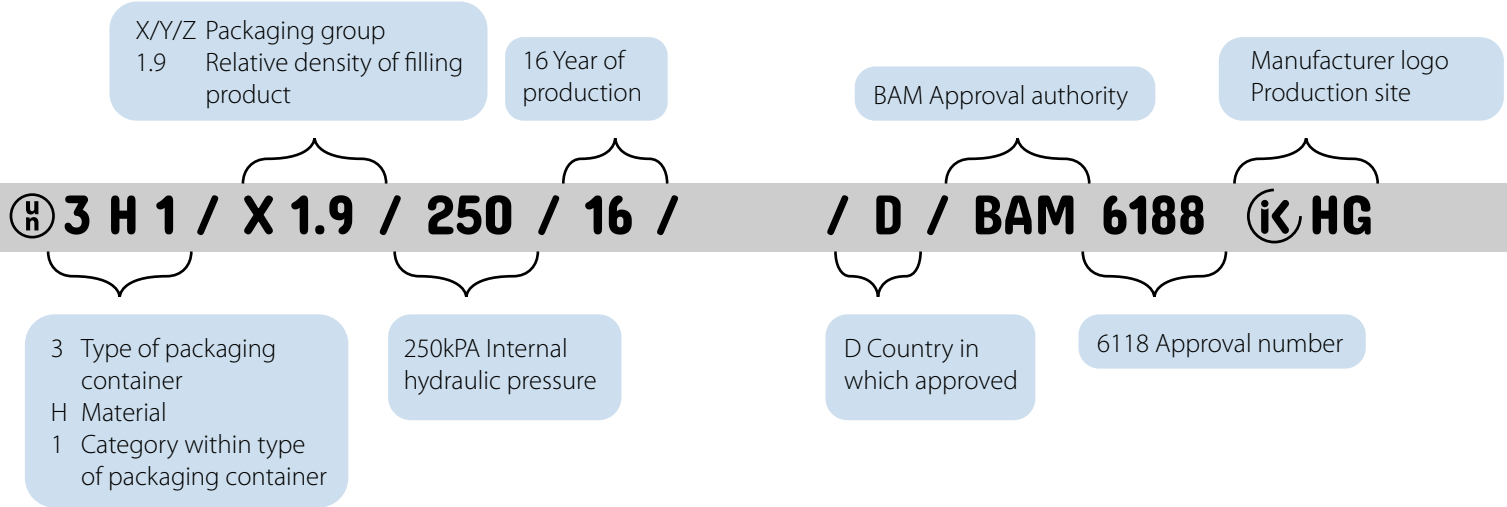 X/Y/Z Packaging group
1.9 Relative density of filling
product
16 Year of
production
BAM Approval authority
Manufacturer logo
Production site
un 3 H 1 / X 1.9 / 250 / 16 / / D / BAM 6188 iK HG
3 Type of packaging
container
H Material
1 Category within type
of packaging container
250kPA Internal
hydraulic pressure
D Country in
which approved
6118 Approval number